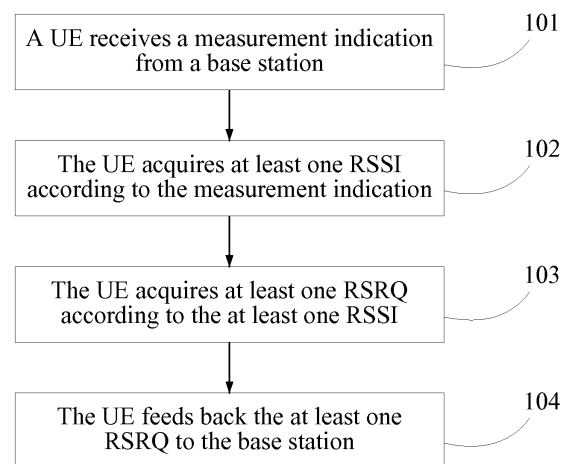 101
A UE receives a measurement indication
from a base station
102
The UE acquires at least one RSSI
according to the measurement indication
103
The UE acquires at least one RSRQ
according to the at least one RSSI
104
The UE feeds back the at least one
RSRQ to the base station